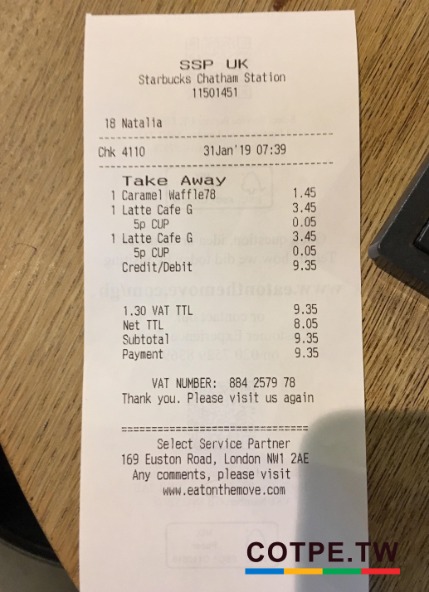 SSP UK
Starbucks Chatham Station
11501451
18 Natalia
Chk 4110 31Jan'19 07:39
Take Away
1 Caramel Waffle78 1.45
1 Latte Cafe G 3.45
5p CUP 0.05
1 Latte Cafe G 3.45
5p CUP 0.05
Credit/Debit 9.35
1.30 VAT TTL 9.35
Net TTL 8.05
Subtotal 9.35
Payment 9.35
VAT NUMBER: 884 2579 78
Thank you. Please visit us again
==============================
Select Service Partner
169 Euston Road, London NW1 2AE
Any comments, please visit
www.eatonthemove.com
COTPE.TW